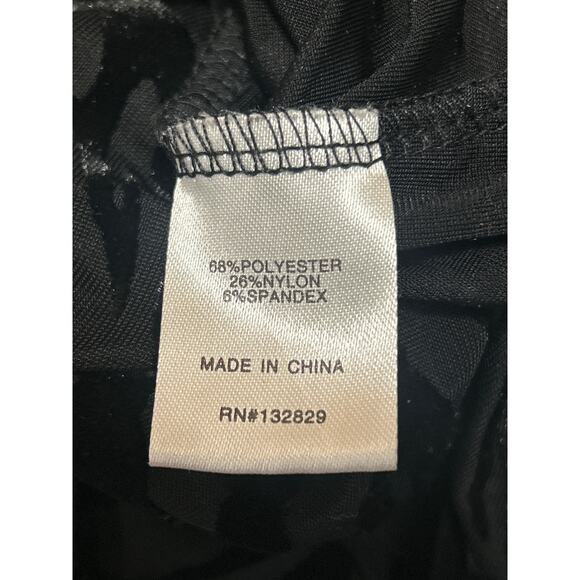 68%POLYESTER
26%NYLON
6%SPANDEX
MADE IN CHINA
RN#132829